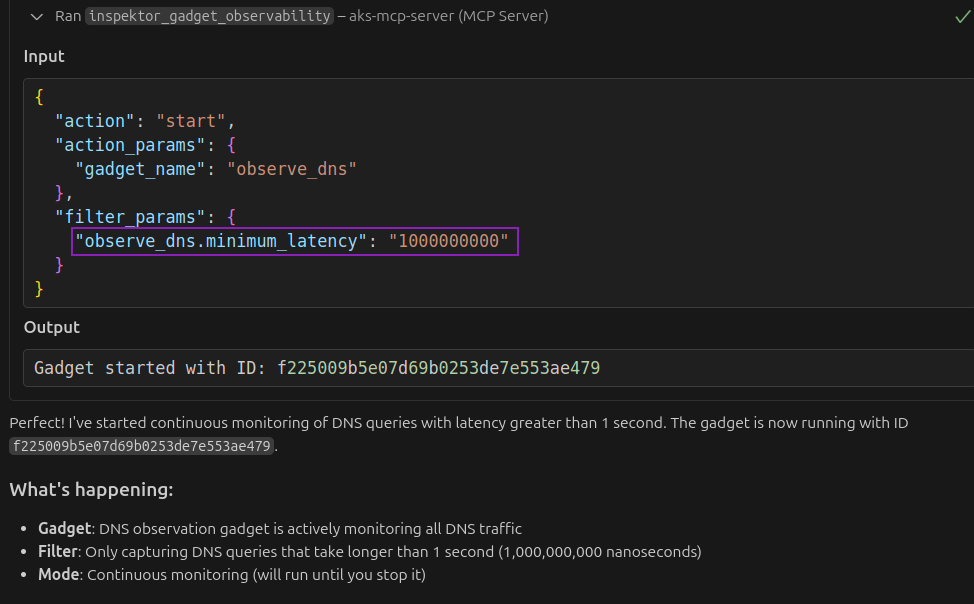 Ran inspektor_gadget_observability – aks-mcp-server (MCP Server)
Input
{
"action": "start",
"action_params": {
"gadget_name": "observe_dns"
},
"filter_params": {
"observe_dns.minimum_latency": "1000000000"
}
}
Output
Gadget started with ID: f225009b5e07d69b0253de7e553ae479
Perfect! I've started continuous monitoring of DNS queries with latency greater than 1 second. The gadget is now running with ID
f225009b5e07d69b0253de7e553ae479.
What's happening:
• Gadget: DNS observation gadget is actively monitoring all DNS traffic
• Filter: Only capturing DNS queries that take longer than 1 second (1,000,000,000 nanoseconds)
• Mode: Continuous monitoring (will run until you stop it)